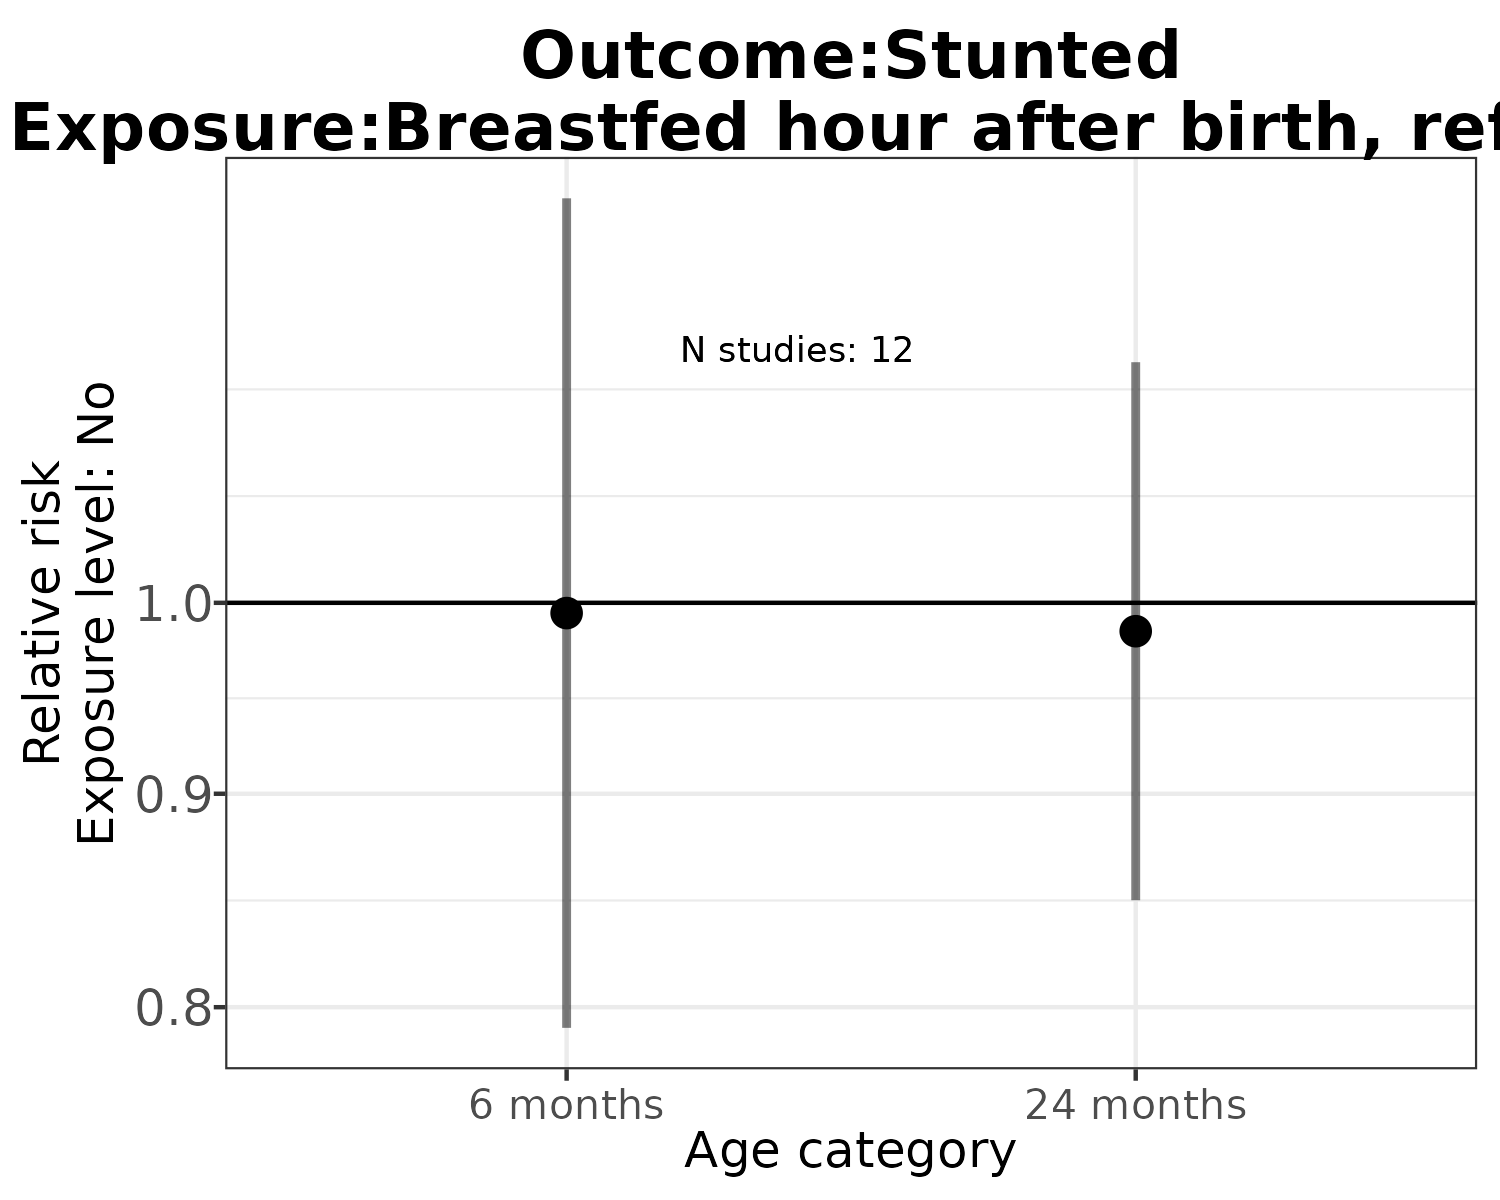 Outcome:Stunted
Exposure:Breastfed hour after birth, ref
N studies: 12
Relative risk
Exposure level: No
1.0
0.9
0.8
6 months
24 months
Age category